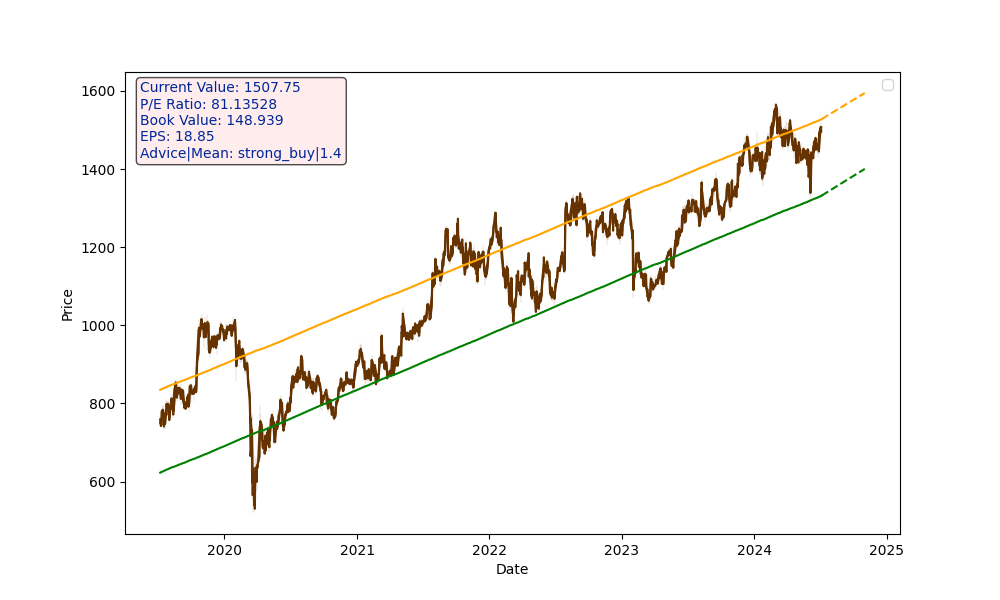 Current Value: 1507.75
P/E Ratio: 81.13528
Book Value: 148.939
EPS: 18.85
Advice|Mean: strong_buy|1.4
1600
1400
1200
1000
800
600
Price
2020 2021 2022 2023 2024 2025
Date